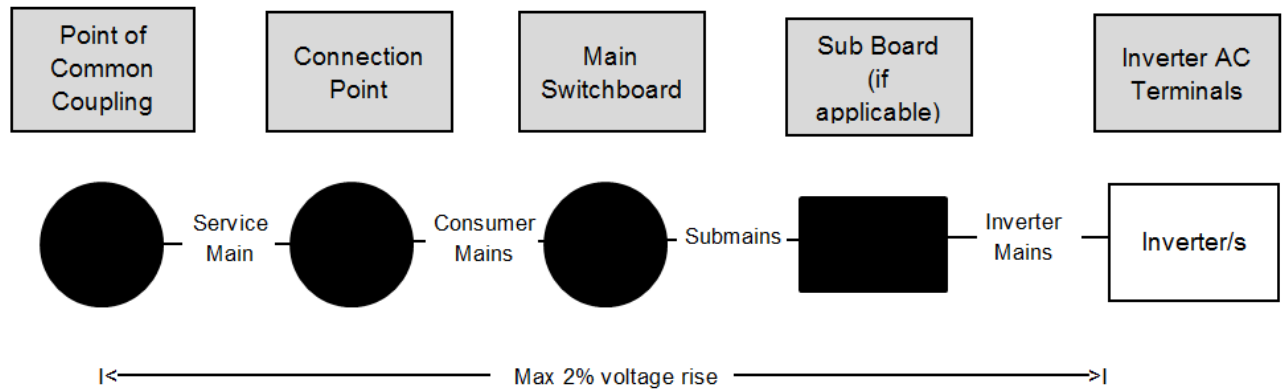 Point of
Common
Coupling
Connection
Point
Main
Switchboard
Sub Board
(if
applicable)
Inverter AC
Terminals
Service
Main
Consumer
Mains
Submains
Inverter
Mains
Inverter/s
Max 2% voltage rise